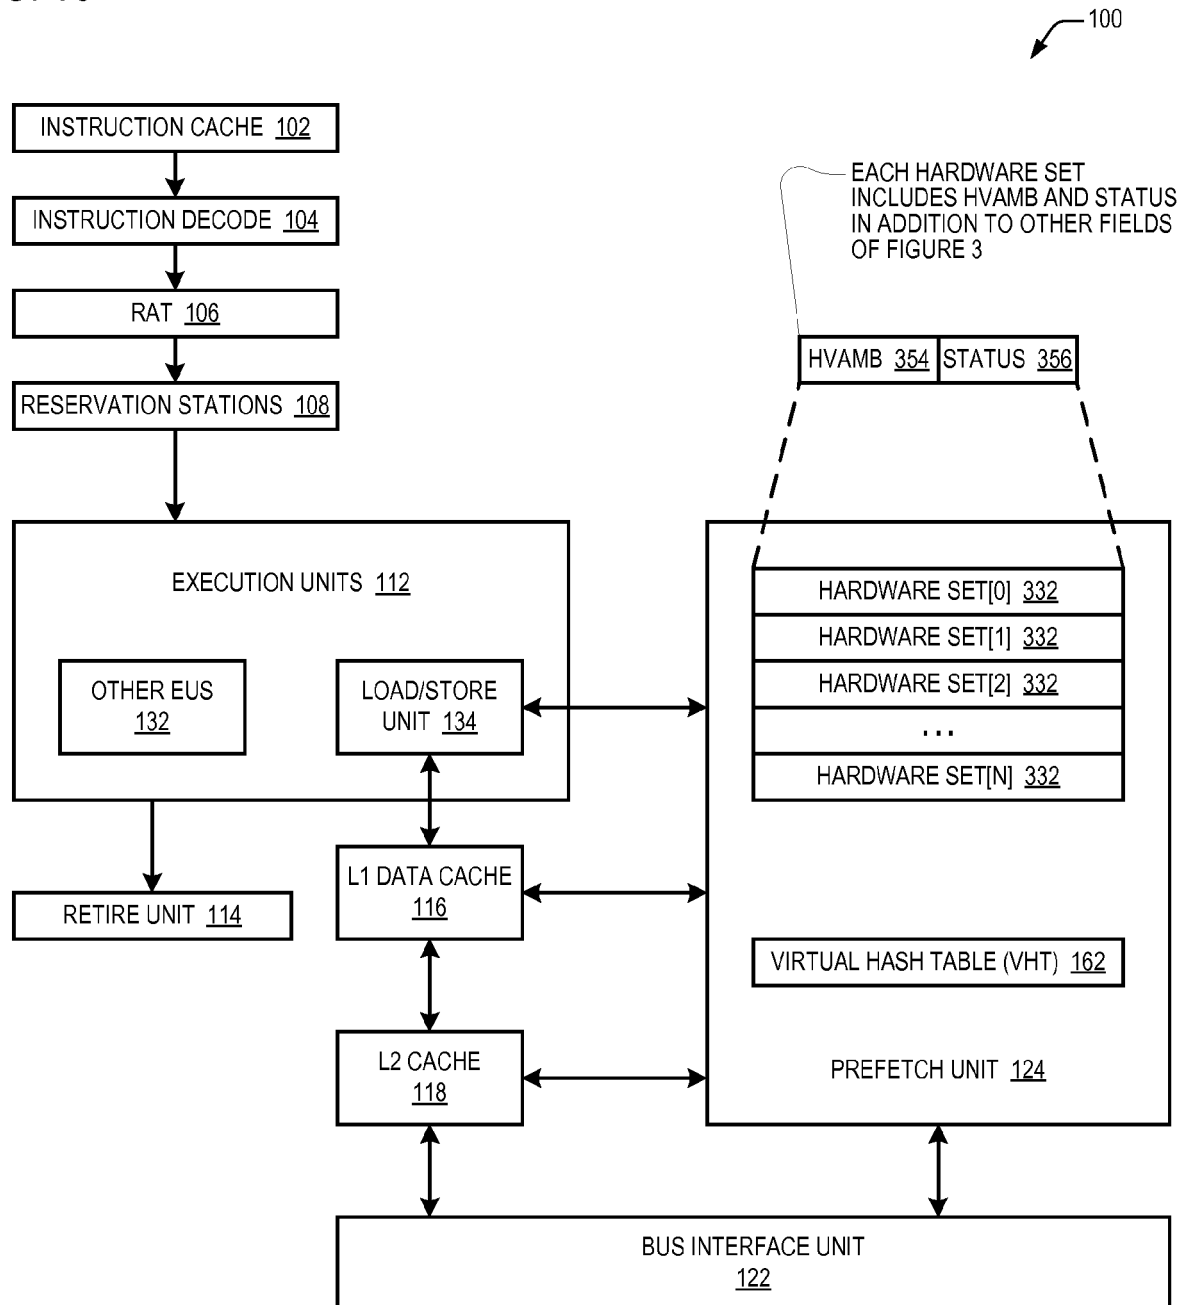 100
INSTRUCTION CACHE 102
EACH HARDWARE SET
INCLUDES HVAMB AND STATUS
IN ADDITION TO OTHER FIELDS
OF FIGURE 3
INSTRUCTION DECODE 104
RAT 106
HVAMB 354
STATUS 356
RESERVATION STATIONS 108
EXECUTION UNITS 112
HARDWARE SET[0] 332
HARDWARE SET[1] 332
HARDWARE SET[2] 332
...
HARDWARE SET[N] 332
OTHER EUS
132
LOAD/STORE
UNIT 134
L1 DATA CACHE
116
RETIRE UNIT 114
VIRTUAL HASH TABLE (VHT) 162
L2 CACHE
118
PREFETCH UNIT 124
BUS INTERFACE UNIT
122